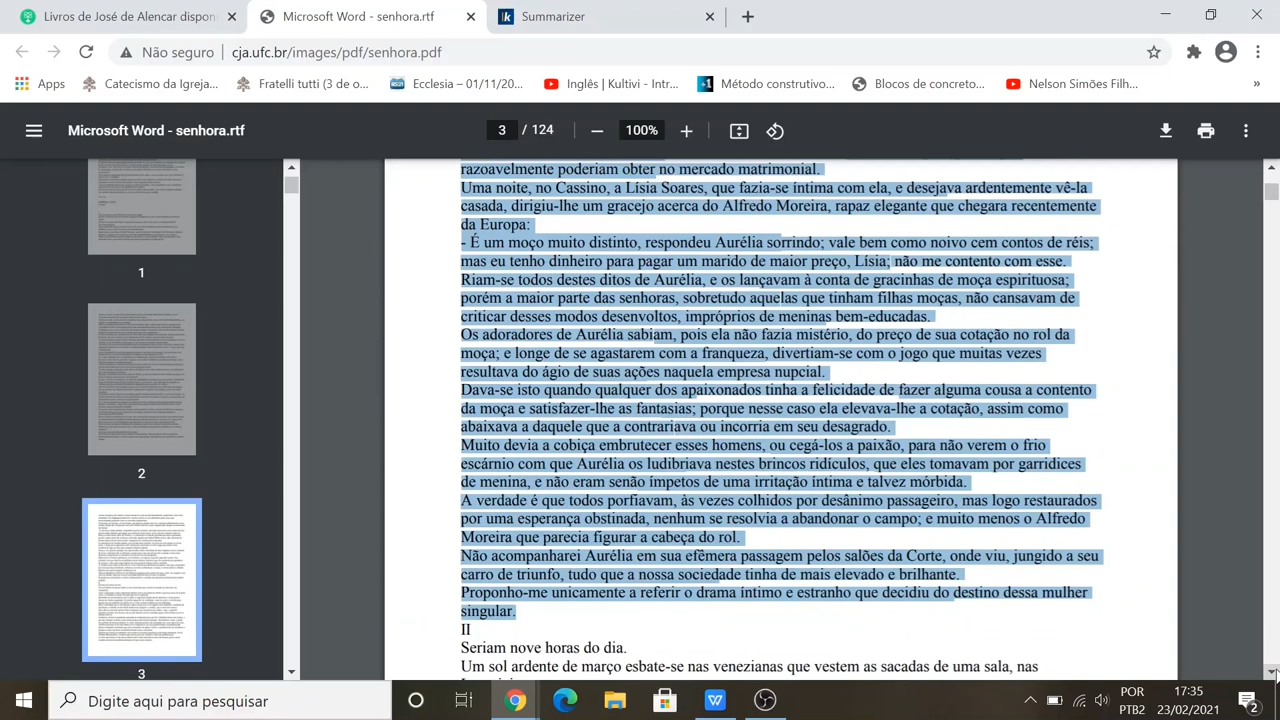 Livros de José de Alencar disponi
Microsoft Word - senhora.rtf
Summarizer
Não seguro
cja.ufc.br/images/pdf/senhora.pdf
Apps
Catecismo da Igreja...
Fratelli tutti (3 de o...
Ecclesia – 01/11/20...
Inglês | Kultivi - Intr...
Método construtivo...
Blocos de concreto...
Nelson Simões Filh...
»
Microsoft Word - senhora.rtf
3 / 124
100%
1
2
3
razoavelmente poderiam obter no mercado matrimonial.
Uma noite, no Cassino, a Lísia Soares, que fazia-se íntima com ela, e desejava ardentemente vê-la
casada, dirigiu-lhe um gracejo acerca do Alfredo Moreira, rapaz elegante que chegara recentemente
da Europa:
- É um moço muito distinto, respondeu Aurélia sorrindo; vale bem como noivo cem contos de réis;
mas eu tenho dinheiro para pagar um marido de maior preço, Lísia; não me contento com esse.
Riam-se todos destes ditos de Aurélia, e os lançavam à conta de gracinhas de moça espirituosa;
porém a maior parte das senhoras, sobretudo aquelas que tinham filhas moças, não cansavam de
criticar desses modos desenvoltos, impróprios de meninas bem-educadas.
Os adoradores de Aurélia sabiam, pois ela não fazia mistério, do preço de sua cotação no rol da
moça; e longe de se agastarem com a franqueza, divertiam-se com o jogo que muitas vezes
resultava do ágio de suas ações naquela empresa nupcial.
Dava-se isto quando qualquer dos apaixonados tinha a felicidade de fazer alguma cousa a contento
da moça e satisfazer-lhe as fantasias; porque nesse caso ela elevava-lhe a cotação, assim como
abaixava a daquele que a contrariava ou incorria em seu desagrado.
Muito devia a cobiça embrutecer esses homens, ou cegá-los a paixão, para não verem o frio
escárnio com que Aurélia os ludibriava nestes brincos ridículos, que eles tomavam por garridices
de menina, e não eram senão ímpetos de uma irritação íntima e talvez mórbida.
A verdade é que todos porfiavam, às vezes colhidos por desânimo passageiro, mas logo restaurados
por uma esperança obstinada, nenhum se resolvia a abandonar o campo; e muito menos o Alfredo
Moreira que parecia figurar a cabeça do rol.
Não acompanharei Aurélia em sua efêmera passagem pelos salões da Corte, onde viu, jungido a seu
carro de triunfo, tudo que a nossa sociedade tinha de mais elevado e brilhante.
Proponho-me unicamente a referir o drama íntimo e estranho que decidiu do destino dessa mulher
singular.
II
Seriam nove horas do dia.
Um sol ardente de março esbate-se nas venezianas que vestem as sacadas de uma sala, nas
Digite aqui para pesquisar
POR
PTB2
17:35
23/02/2021
2